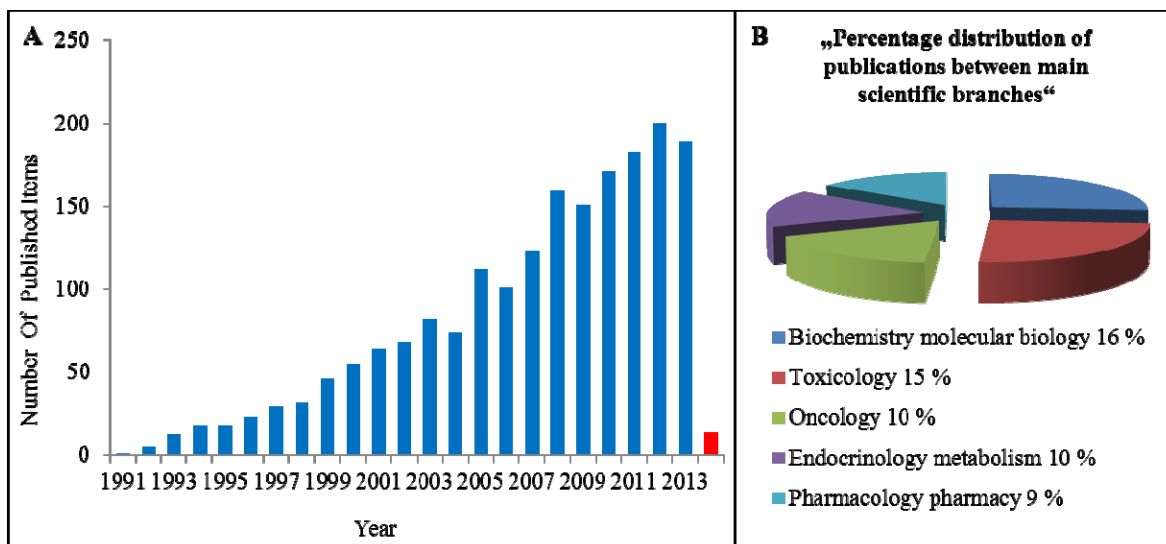 A
250
200
150
100
50
0
Number Of Published Items
1991 1993 1995 1997 1999 2001 2003 2005 2007 2009 2011 2013
Year
B
„Percentage distribution of
publications between main
scientific branches“
Biochemistry molecular biology 16 %
Toxicology 15 %
Oncology 10 %
Endocrinology metabolism 10 %
Pharmacology pharmacy 9 %